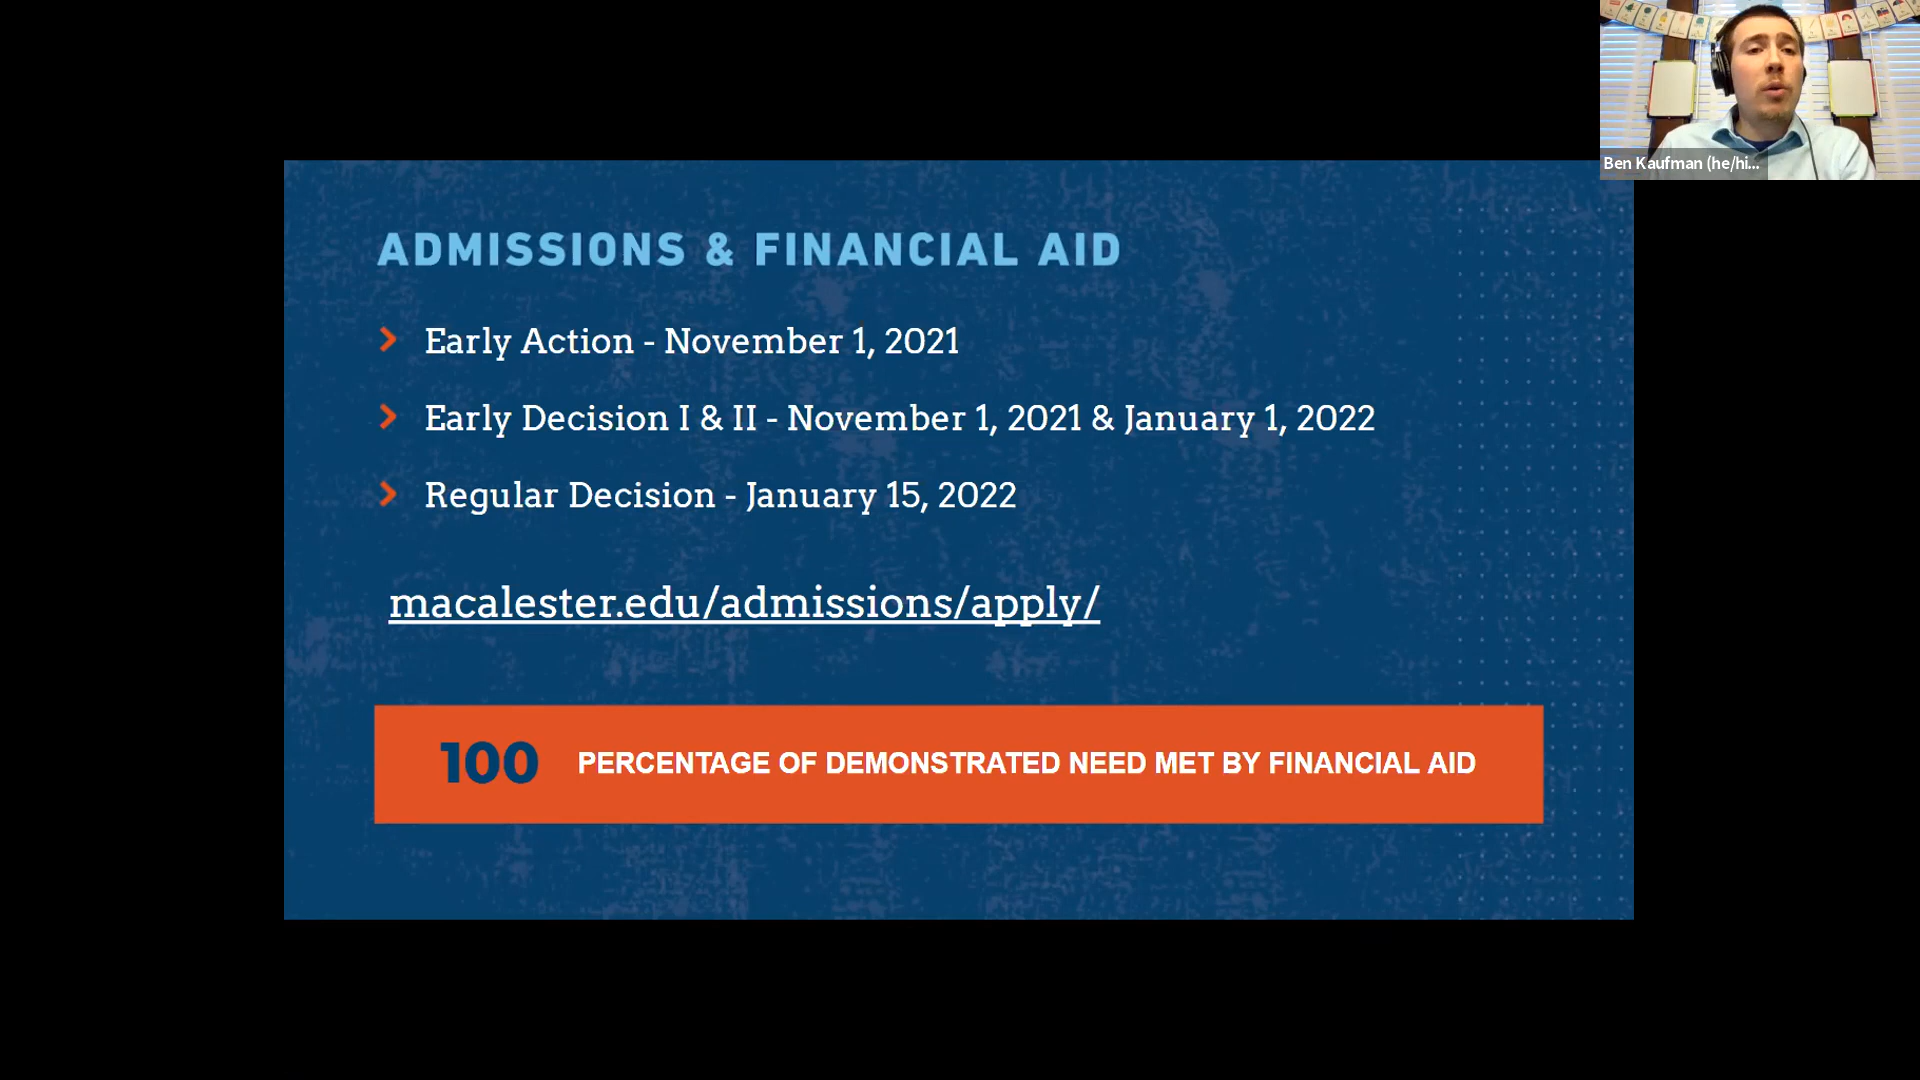 Ben Kaufman (he/hi...
ADMISSIONS & FINANCIAL AID
Early Action - November 1, 2021
Early Decision I & II - November 1, 2021 & January 1, 2022
Regular Decision - January 15, 2022
macalester.edu/admissions/apply/
100 PERCENTAGE OF DEMONSTRATED NEED MET BY FINANCIAL AID